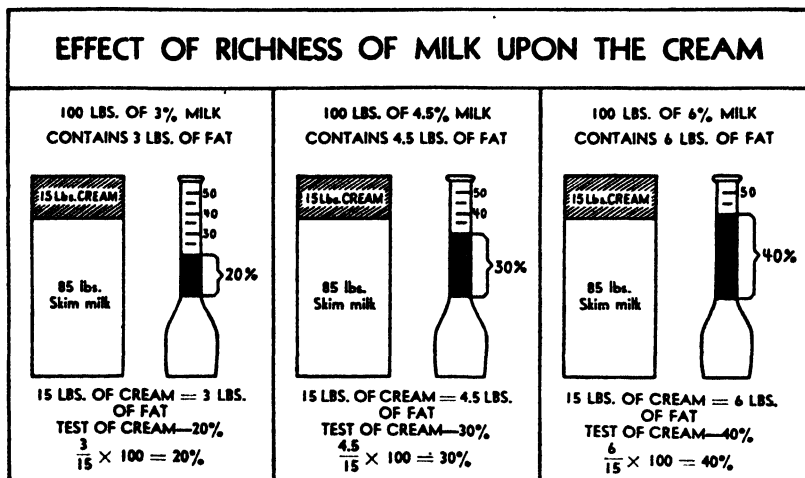 EFFECT OF RICHNESS OF MILK UPON THE CREAM
100 LBS. OF 3% MILK
CONTAINS 3 LBS. OF FAT
15 Lbs. CREAM
50
40
30
20%
85 lbs.
Skim milk
15 LBS. OF CREAM = 3 LBS.
OF FAT
TEST OF CREAM—20%
3/15 × 100 = 20%
100 LBS. OF 4.5% MILK
CONTAINS 4.5 LBS. OF FAT
15 Lbs. CREAM
50
40
30%
85 lbs.
Skim milk
15 LBS. OF CREAM = 4.5 LBS.
OF FAT
TEST OF CREAM—30%
4.5/15 × 100 = 30%
100 LBS. OF 6% MILK
CONTAINS 6 LBS. OF FAT
15 Lbs. CREAM
50
40%
85 lbs.
Skim milk
15 LBS. OF CREAM = 6 LBS.
OF FAT
TEST OF CREAM—40%
6/15 × 100 = 40%